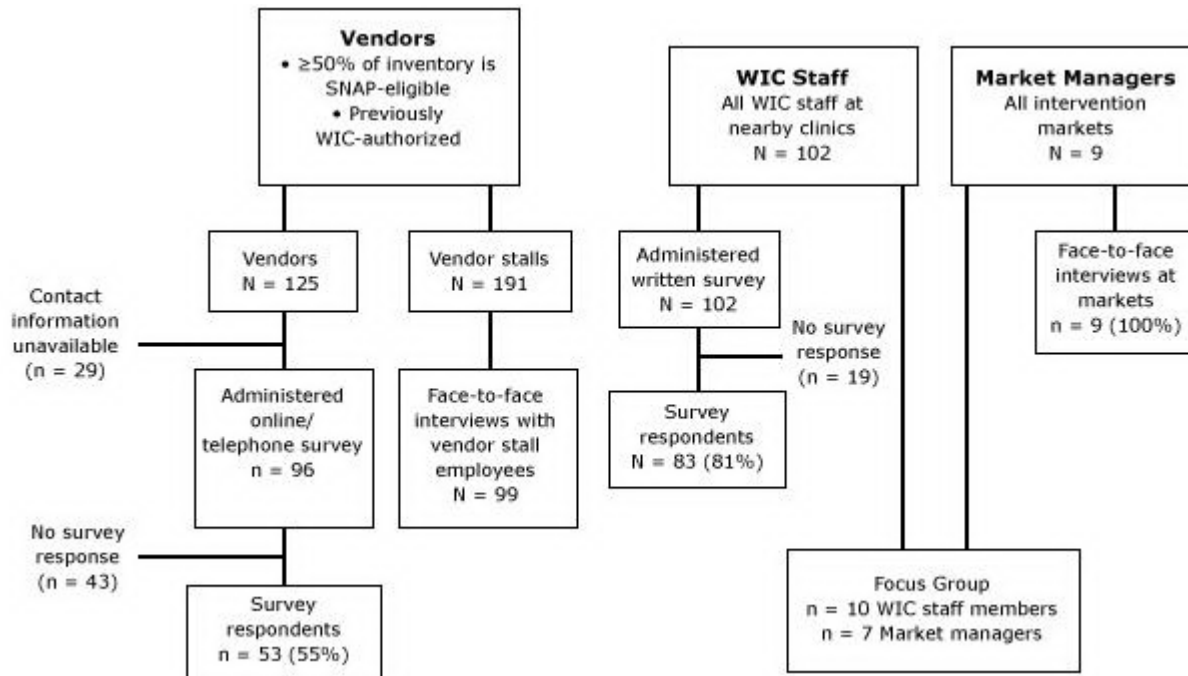 Vendors
• ≥50% of inventory is
SNAP-eligible
• Previously
WIC-authorized
WIC Staff
All WIC staff at
nearby clinics
N = 102
Market Managers
All intervention
markets
N = 9
Vendors
N = 125
Vendor stalls
N = 191
Administered
written survey
N = 102
Face-to-face
interviews at
markets
n = 9 (100%)
Contact
information
unavailable
(n = 29)
No survey
response
(n = 19)
Administered
online/
telephone survey
n = 96
Face-to-face
interviews with
vendor stall
employees
N = 99
Survey
respondents
N = 83 (81%)
No survey
response
(n = 43)
Survey
respondents
n = 53 (55%)
Focus Group
n = 10 WIC staff members
n = 7 Market managers